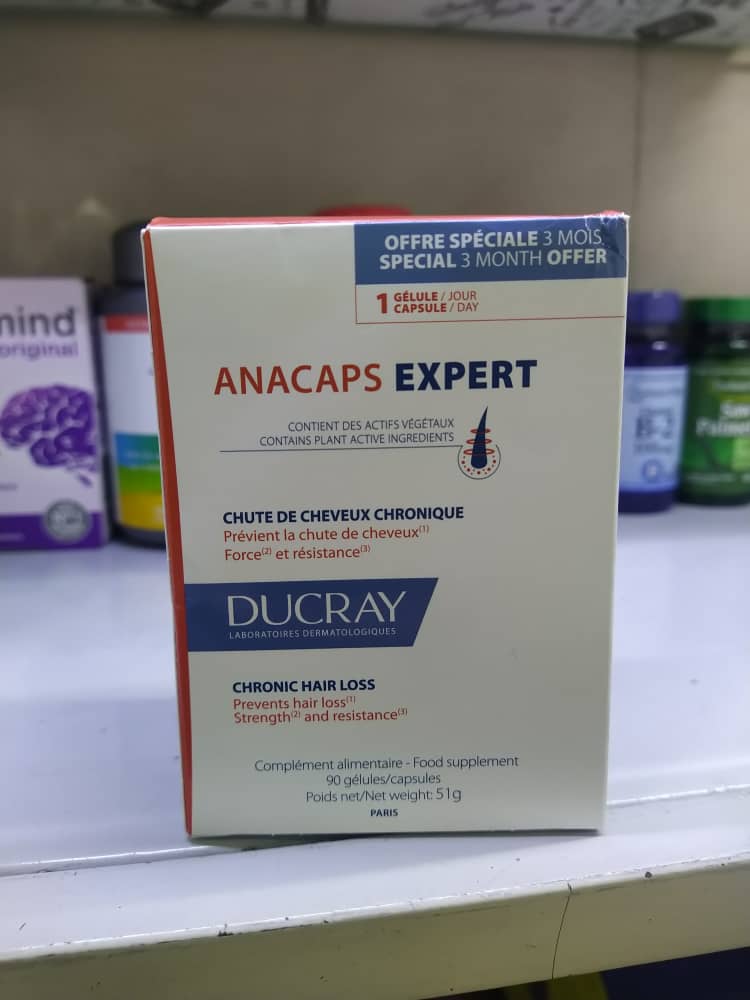 OFFRE SPÉCIALE 3 MOIS
SPECIAL 3 MONTH OFFER
1 GÉLULE / JOUR
CAPSULE / DAY
ANACAPS EXPERT
CONTIENT DES ACTIFS VÉGÉTAUX
CONTAINS PLANT ACTIVE INGREDIENTS
CHUTE DE CHEVEUX CHRONIQUE
Prévient la chute de cheveux(1)
Force(2) et résistance(3)
DUCRAY
LABORATOIRES DERMATOLOGIQUES
CHRONIC HAIR LOSS
Prevents hair loss(1)
Strength(2) and resistance(3)
Complément alimentaire - Food supplement
90 gélules/capsules
Poids net/Net weight: 51g
PARIS
mind
original